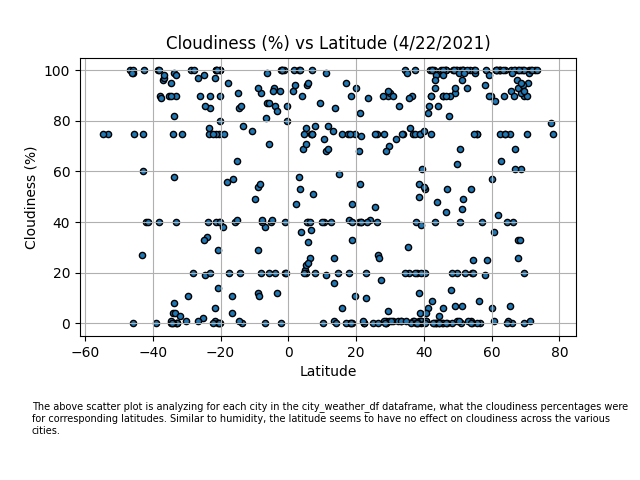 Cloudiness (%) vs Latitude (4/22/2021)
100
80
60
40
20
0
Cloudiness (%)
−60 −40 −20 0 20 40 60 80
Latitude
The above scatter plot is analyzing for each city in the city_weather_df dataframe, what the cloudiness percentages were
for corresponding latitudes. Similar to humidity, the latitude seems to have no effect on cloudiness across the various
cities.